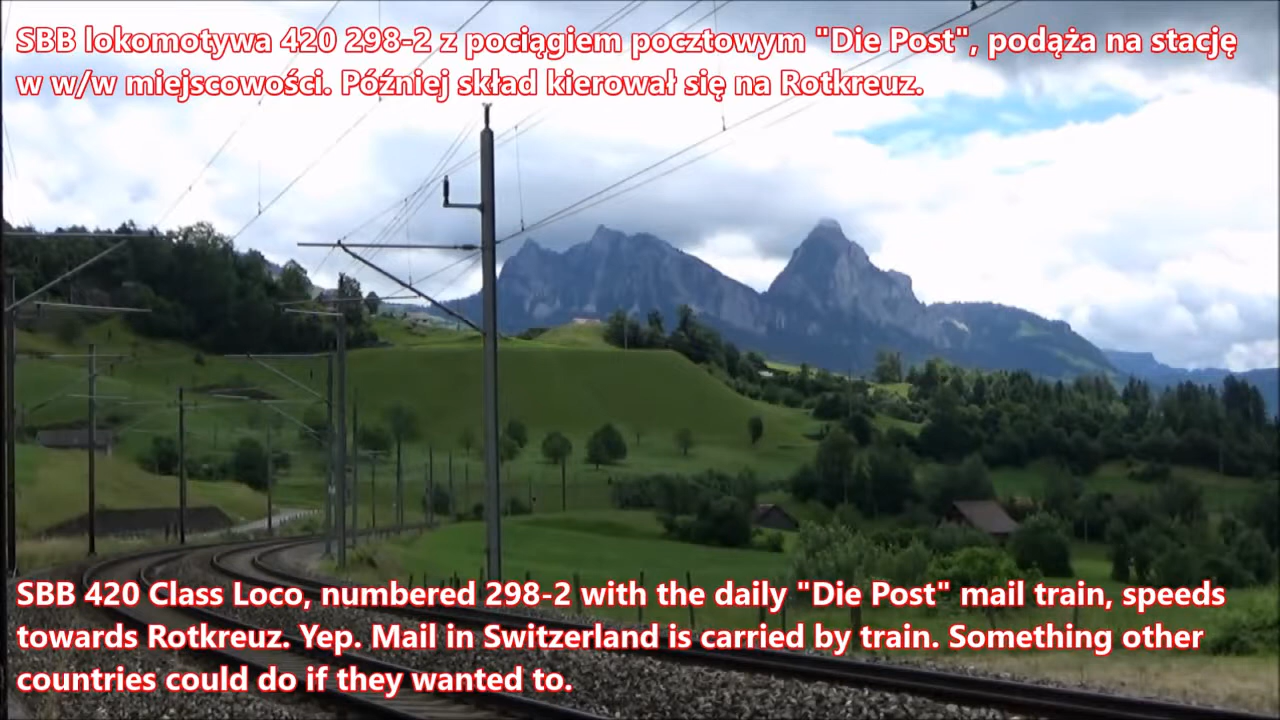 SBB lokomotywa 420 298-2 z pociągiem pocztowym "Die Post", podąża na stację
w w/w miejscowości. Później skład kierował się na Rotkreuz.
SBB 420 Class Loco, numbered 298-2 with the daily "Die Post" mail train, speeds
towards Rotkreuz. Yep. Mail in Switzerland is carried by train. Something other
countries could do if they wanted to.